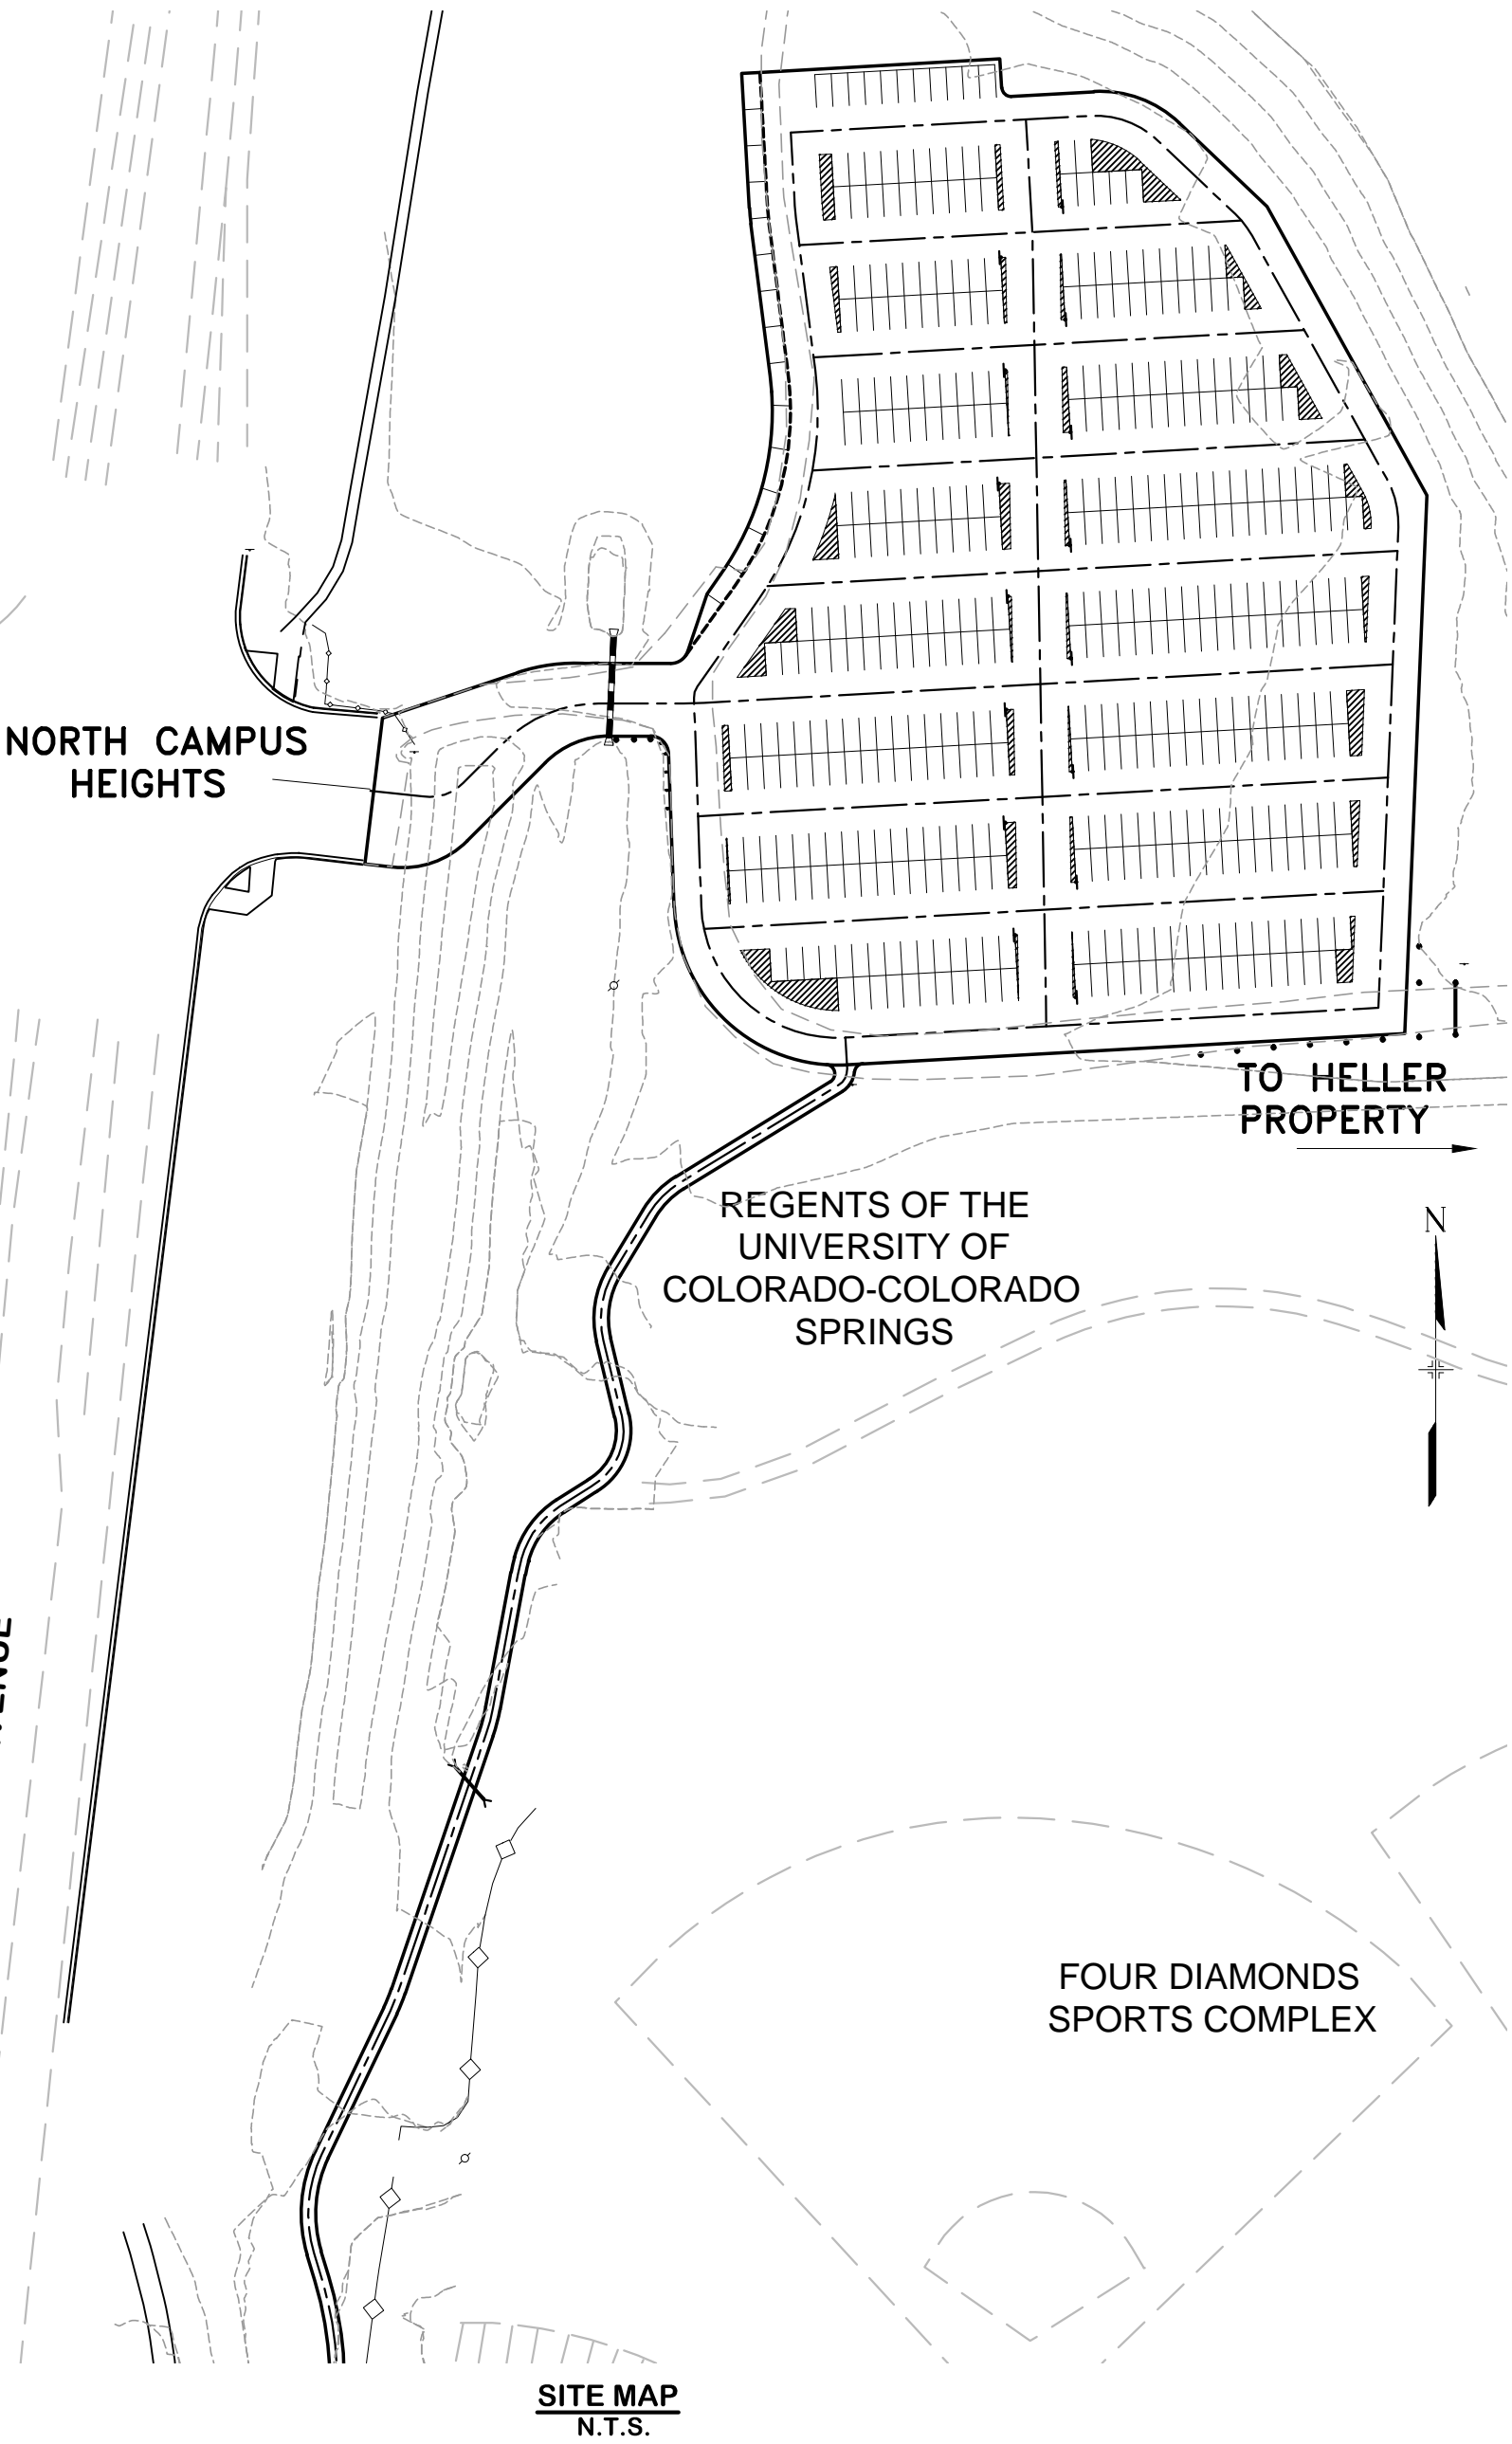 NORTH CAMPUS
HEIGHTS
TO HELLER
PROPERTY
REGENTS OF THE
UNIVERSITY OF
COLORADO-COLORADO
SPRINGS
N
FOUR DIAMONDS
SPORTS COMPLEX
SITE MAP
N.T.S.